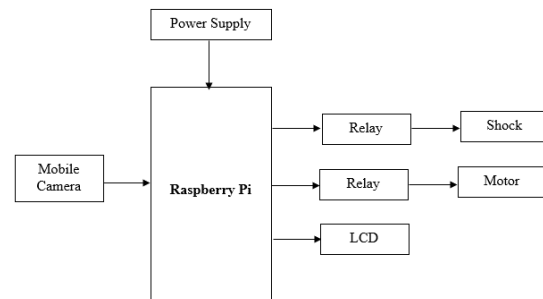 Power Supply
Relay
Shock
Mobile
Camera
Raspberry Pi
Relay
Motor
LCD